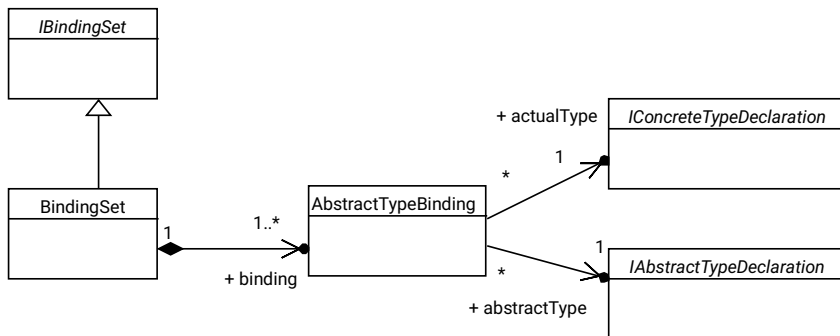 IBindingSet
+ actualType
IConcreteTypeDeclaration
1
*
BindingSet
AbstractTypeBinding
1
1..*
+ binding
*
1
IAbstractTypeDeclaration
+ abstractType